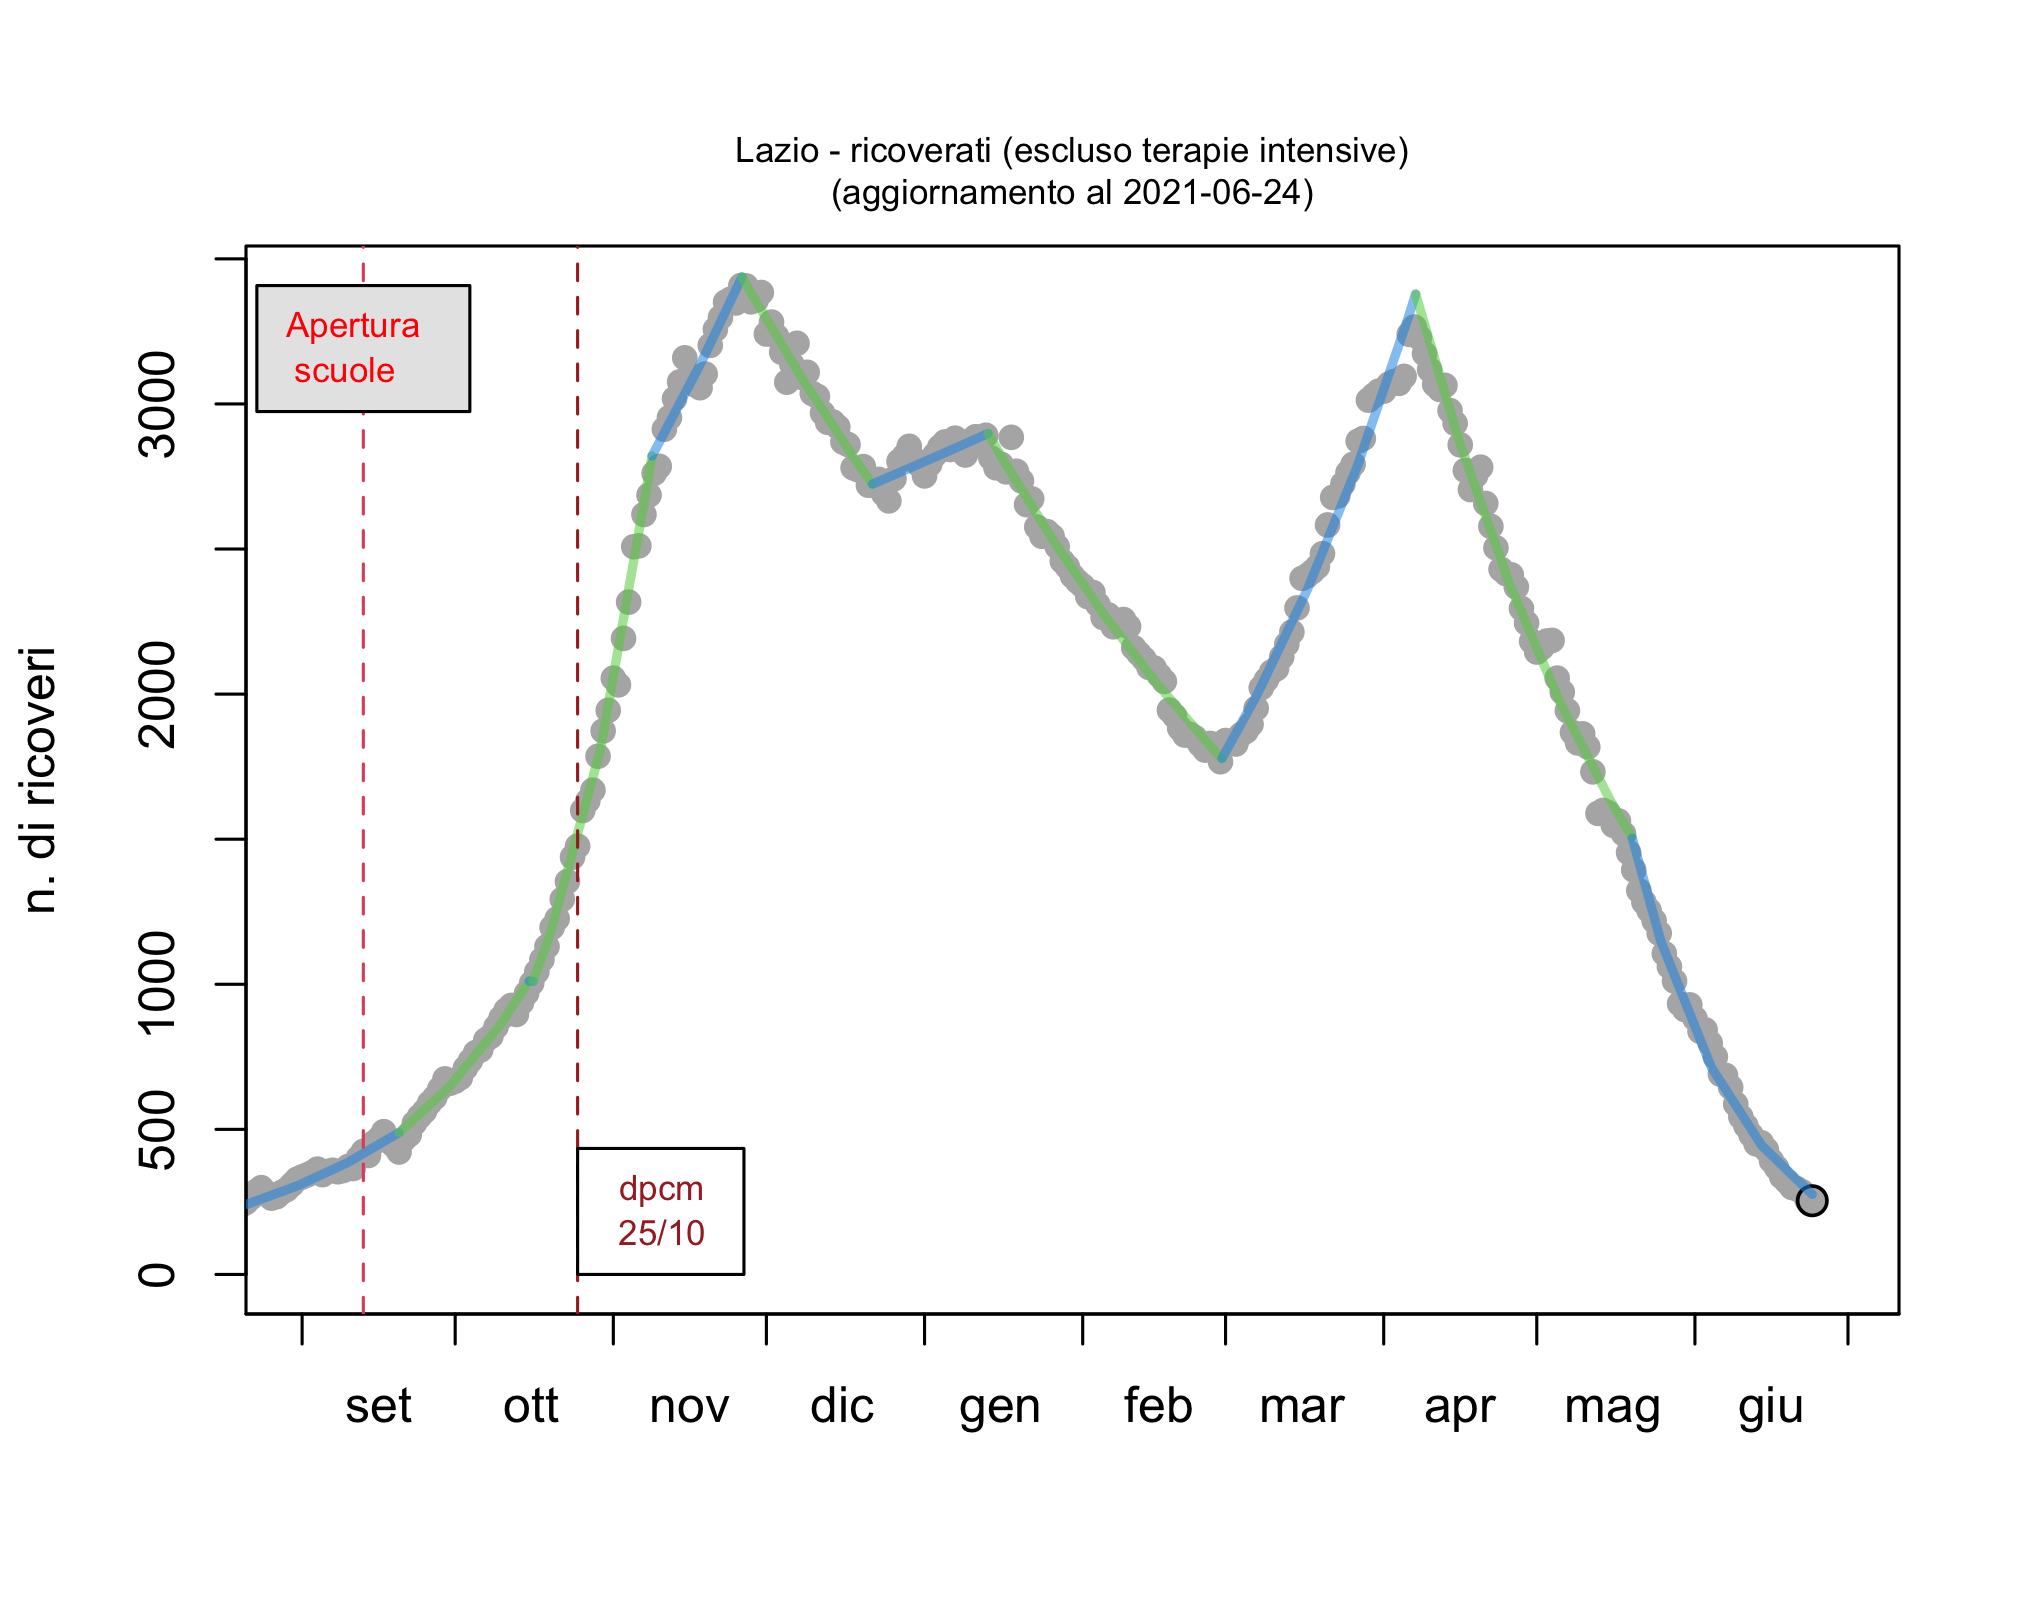 Lazio - ricoverati (escluso terapie intensive)
(aggiornamento al 2021-06-24)
Apertura
scuole
dpcm
25/10
n. di ricoveri
3000
2000
1000
500
0
set ott nov dic gen feb mar apr mag giu